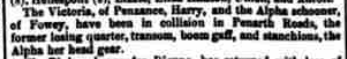 The Victoria, of Penzance, Harry, and the Alpha schooner,
of Fowey, have been in collision in Penarth Roads, the
former losing quarter, transom, boom gaff, and stanchions, the
Alpha her head gear.